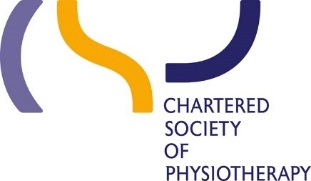 CHARTERED
SOCIETY
OF
PHYSIOTHERAPY